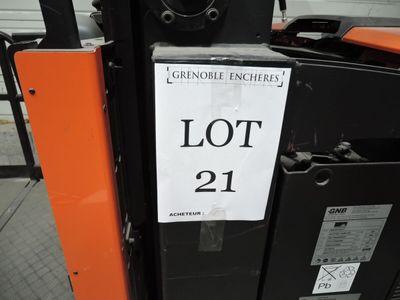 GRENOBLE ENCHERES
LOT
21
ACHETEUR :
GNB
Pb